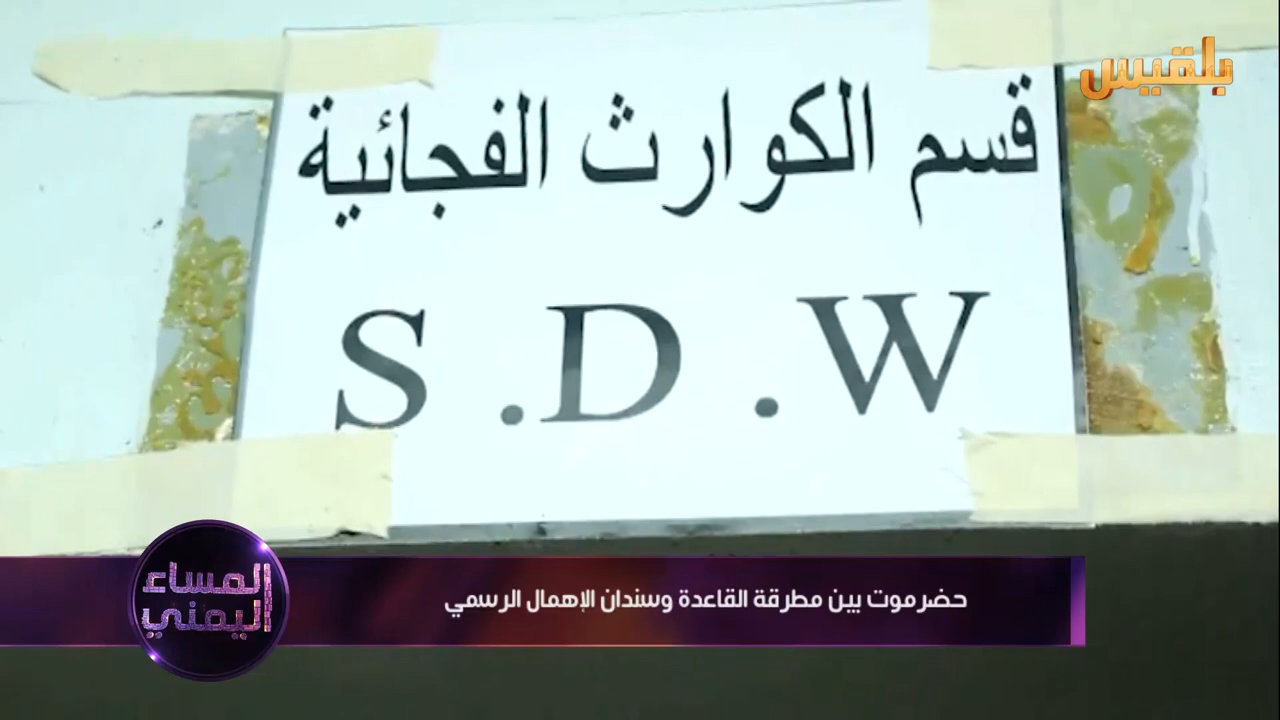 بلقيس
قسم الكوارث الفجائية
S .D .W
المساء
اليمني
حضرموت بين مطرقة القاعدة وسندان الإهمال الرسمي